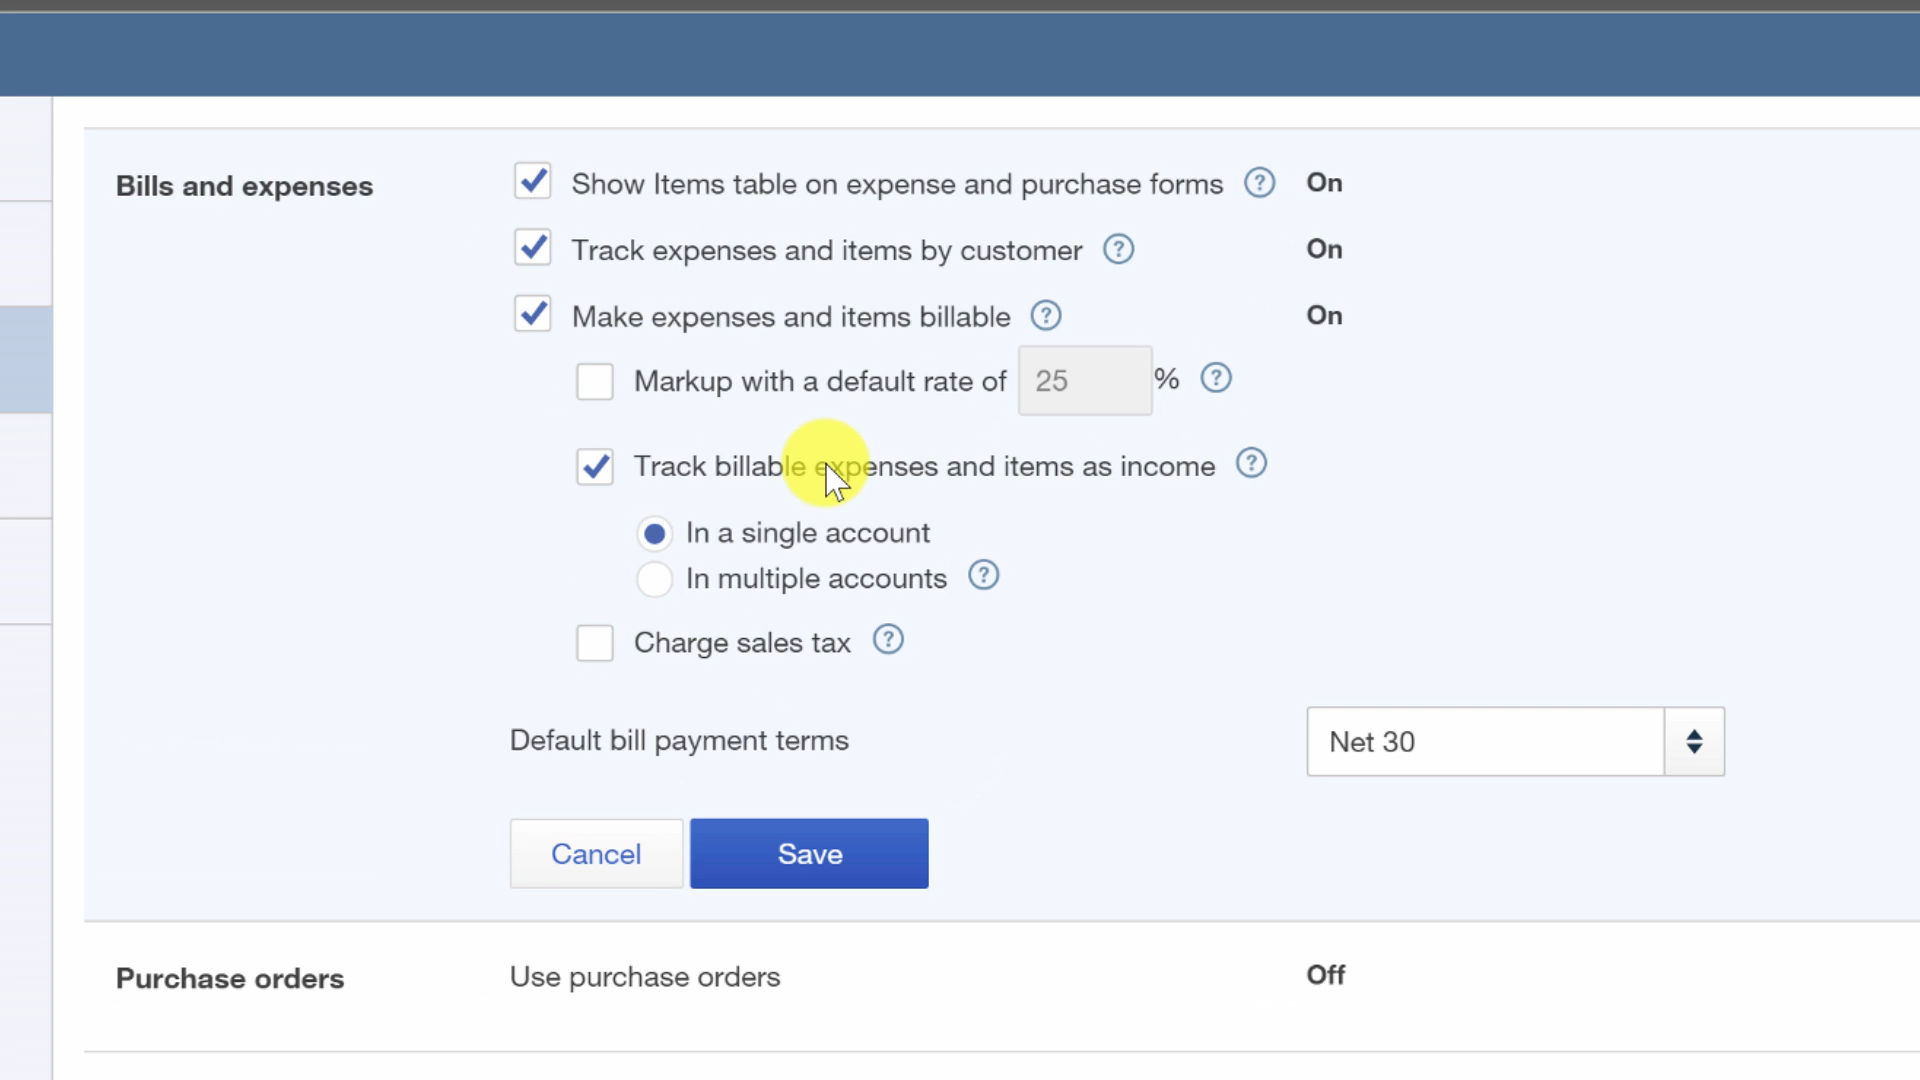 Bills and expenses
Show Items table on expense and purchase forms ? On
Track expenses and items by customer ? On
Make expenses and items billable ? On
Markup with a default rate of 25 % ?
Track billable expenses and items as income ?
In a single account
In multiple accounts ?
Charge sales tax ?
Default bill payment terms Net 30
Cancel Save
Purchase orders Use purchase orders Off